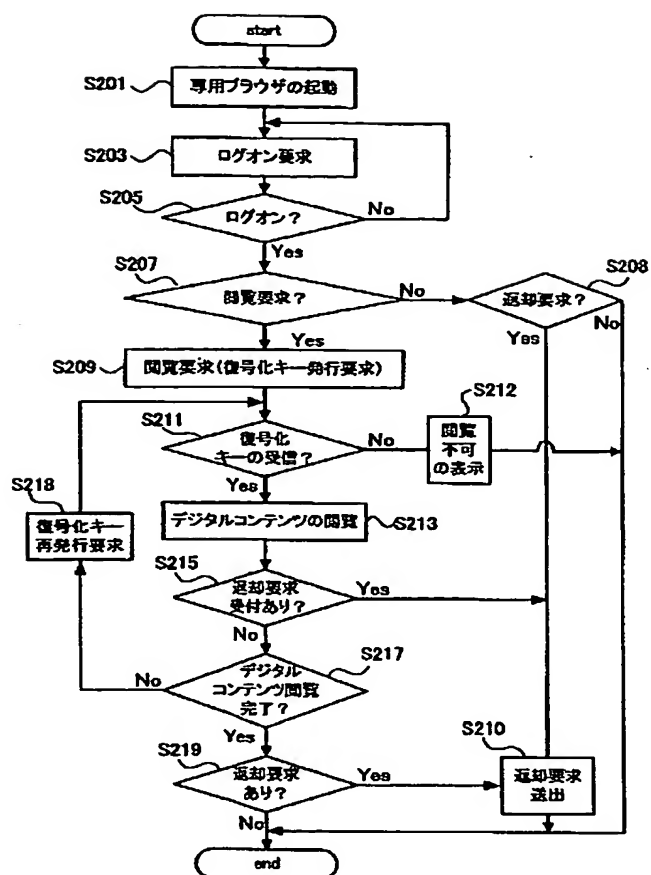 start
S201
専用ブラウザの起動
S203
ログオン要求
S205
ログオン?
No
Yes
S207
閲覧要求?
No
S208
返却要求?
No
Yes
Yes
S209
閲覧要求(復号化キー発行要求)
S211
復号化
キーの受信?
No
S212
閲覧
不可
の表示
Yes
S218
復号化キー
再発行要求
デジタルコンテンツの閲覧
S213
S215
返却要求
受付あり?
Yes
No
S217
デジタル
コンテンツ閲覧
完了?
No
Yes
S219
返却要求
あり?
Yes
S210
返却要求
送出
No
end